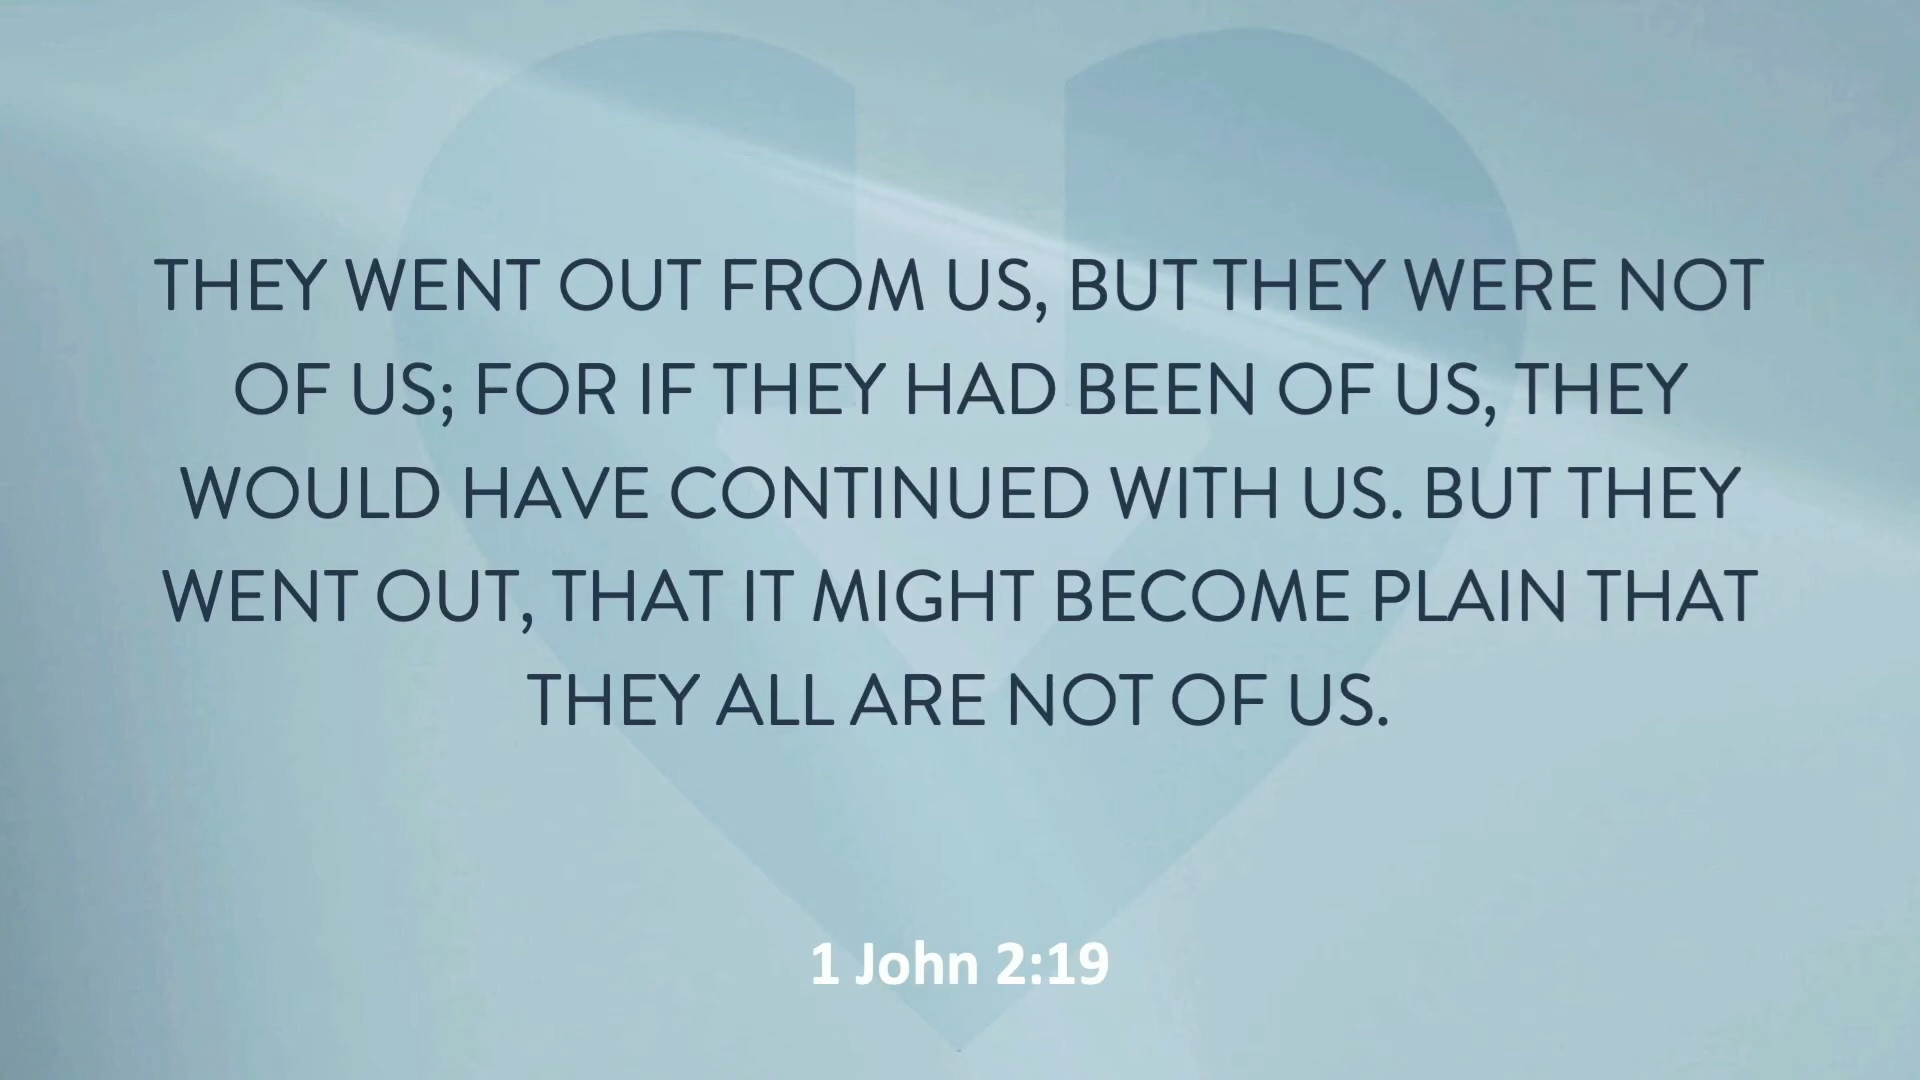 THEY WENT OUT FROM US, BUT THEY WERE NOT
OF US; FOR IF THEY HAD BEEN OF US, THEY
WOULD HAVE CONTINUED WITH US. BUT THEY
WENT OUT, THAT IT MIGHT BECOME PLAIN THAT
THEY ALL ARE NOT OF US.
1 John 2:19